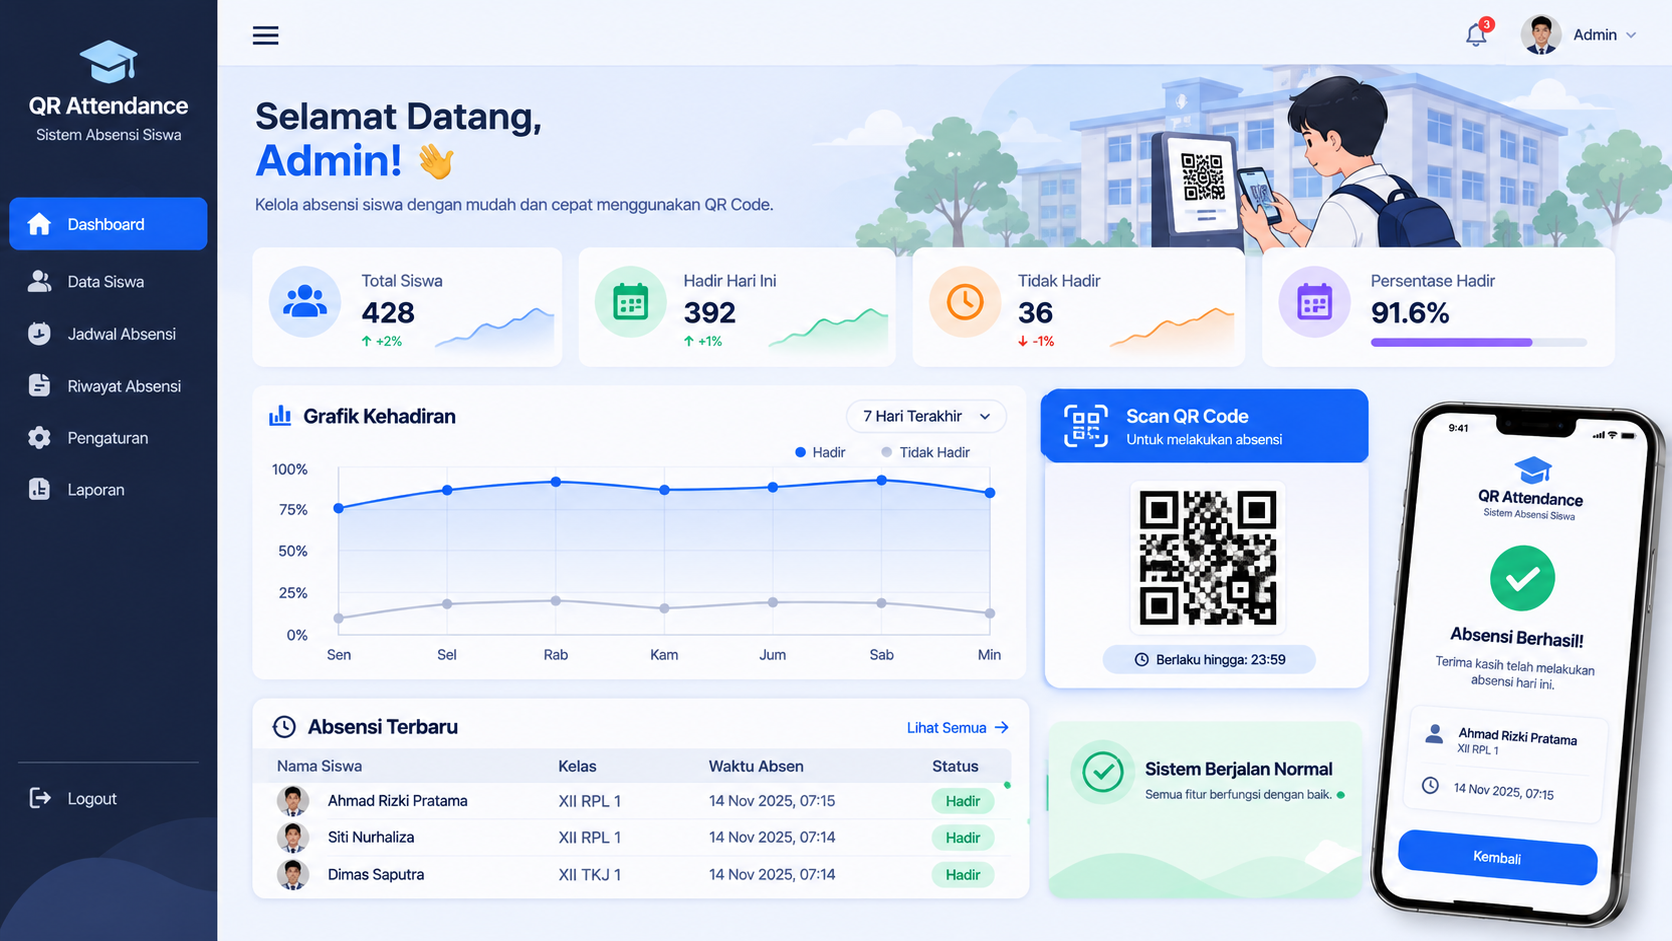 QR Attendance
Sistem Absensi Siswa
Dashboard
Data Siswa
Jadwal Absensi
Riwayat Absensi
Pengaturan
Laporan
Logout
3
Admin
Selamat Datang,
Admin! 👋
Kelola absensi siswa dengan mudah dan cepat menggunakan QR Code.
Total Siswa
428
↑ +2%
Hadir Hari Ini
392
↑ +1%
Tidak Hadir
36
↓ -1%
Persentase Hadir
91.6%
Grafik Kehadiran
7 Hari Terakhir
Hadir
Tidak Hadir
100%
75%
50%
25%
0%
Sen Sel Rab Kam Jum Sab Min
Scan QR Code
Untuk melakukan absensi
Berlaku hingga: 23:59
Absensi Terbaru
Lihat Semua →
Nama Siswa Kelas Waktu Absen Status
Ahmad Rizki Pratama XII RPL 1 14 Nov 2025, 07:15 Hadir
Siti Nurhaliza XII RPL 1 14 Nov 2025, 07:14 Hadir
Dimas Saputra XII TKJ 1 14 Nov 2025, 07:14 Hadir
Sistem Berjalan Normal
Semua fitur berfungsi dengan baik.
9:41
QR Attendance
Sistem Absensi Siswa
Absensi Berhasil!
Terima kasih telah melakukan
absensi hari ini.
Ahmad Rizki Pratama
XII RPL 1
14 Nov 2025, 07:15
Kembali